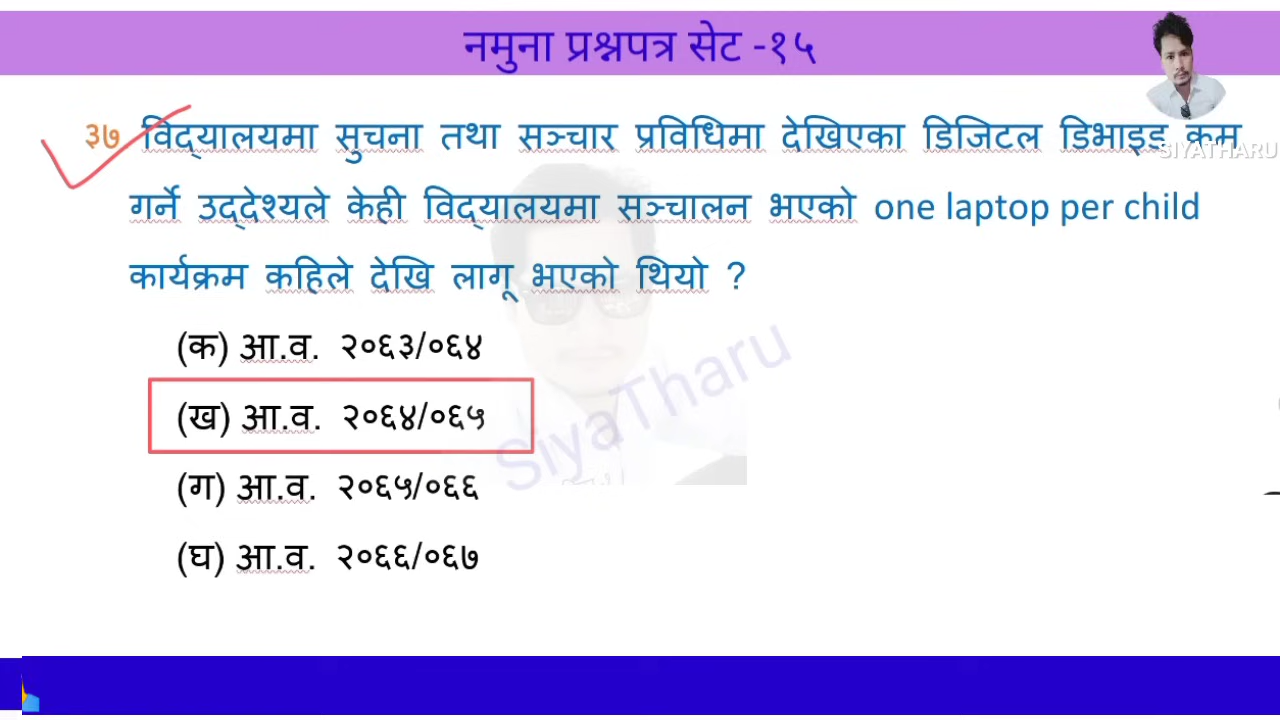 नमुना प्रश्नपत्र सेट -१५
SIYATHARU
३७ विद्यालयमा सुचना तथा सञ्चार प्रविधिमा देखिएका डिजिटल डिभाइड कम
गर्ने उद्देश्यले केही विद्यालयमा सञ्चालन भएको one laptop per child
कार्यक्रम कहिले देखि लागू भएको थियो ?
(क) आ.व. २०६३/०६४
(ख) आ.व. २०६४/०६५
(ग) आ.व. २०६५/०६६
(घ) आ.व. २०६६/०६७
SiyaTharu